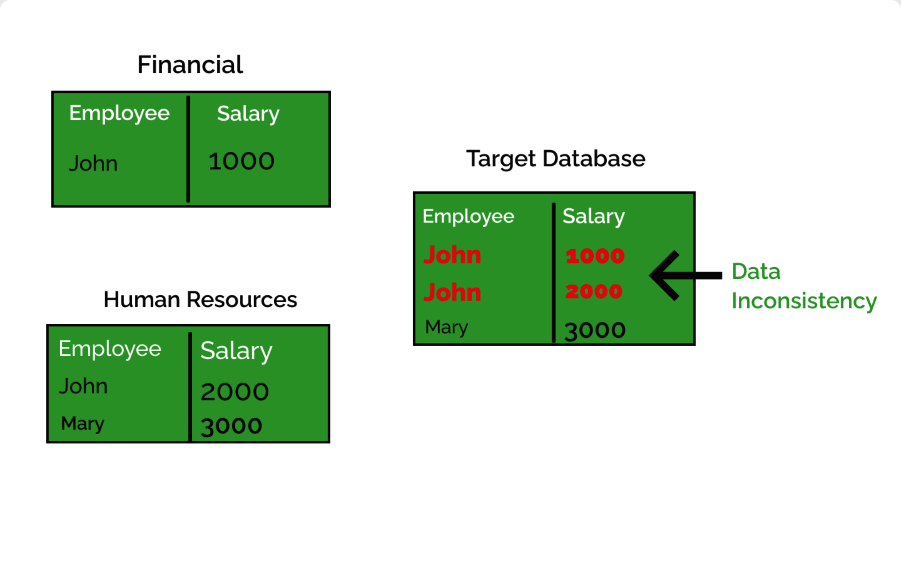 Financial
Employee Salary
John 1000
Human Resources
Employee Salary
John 2000
Mary 3000
Target Database
Employee Salary
John 1000
John 2000
Mary 3000
Data
Inconsistency